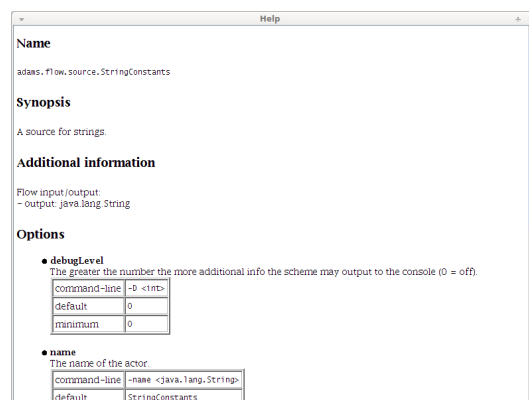 Help
Name
adams.flow.source.StringConstants
Synopsis
A source for strings.
Additional information
Flow input/output:
- output: java.lang.String
Options
● debugLevel
The greater the number the more additional info the scheme may output to the console (0 = off).
command-line -D <int>
default 0
minimum 0
● name
The name of the actor.
command-line -name <java.lang.String>
default StringConstants